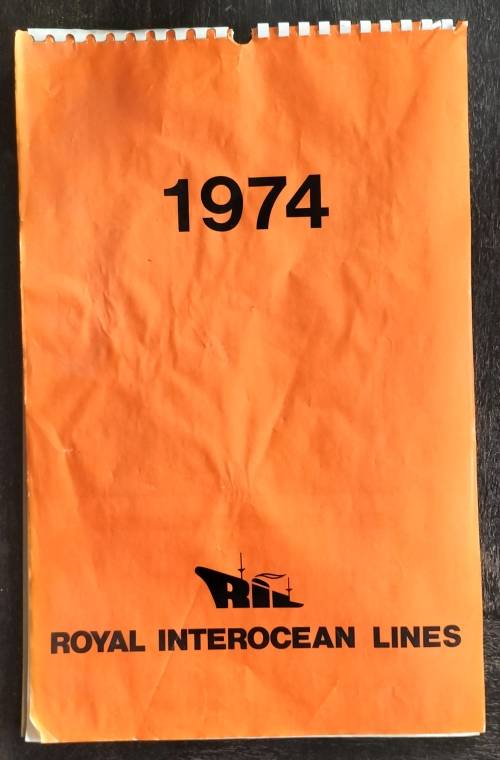 1974
RIL
ROYAL INTEROCEAN LINES